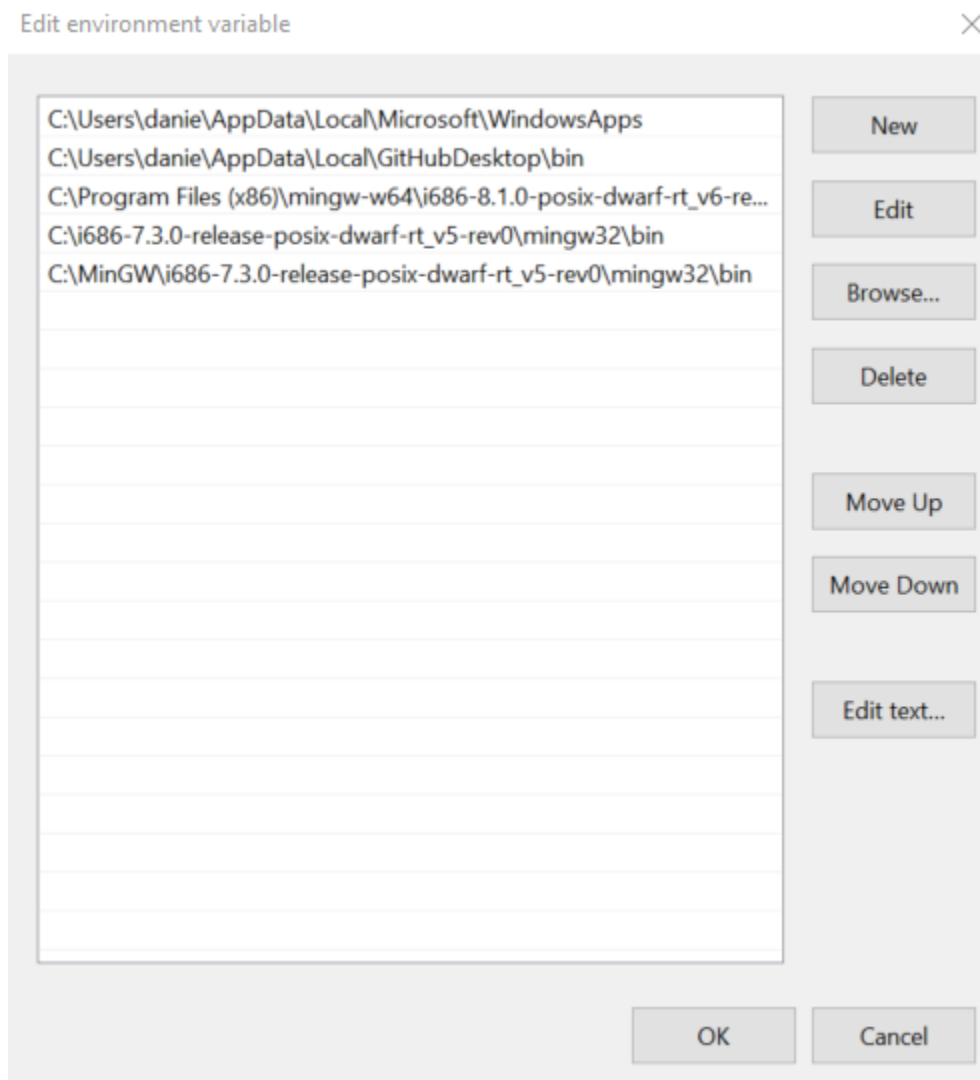 Edit environment variable
C:\Users\danie\AppData\Local\Microsoft\WindowsApps
C:\Users\danie\AppData\Local\GitHubDesktop\bin
C:\Program Files (x86)\mingw-w64\i686-8.1.0-posix-dwarf-rt_v6-re...
C:\i686-7.3.0-release-posix-dwarf-rt_v5-rev0\mingw32\bin
C:\MinGW\i686-7.3.0-release-posix-dwarf-rt_v5-rev0\mingw32\bin
New
Edit
Browse...
Delete
Move Up
Move Down
Edit text...
OK
Cancel